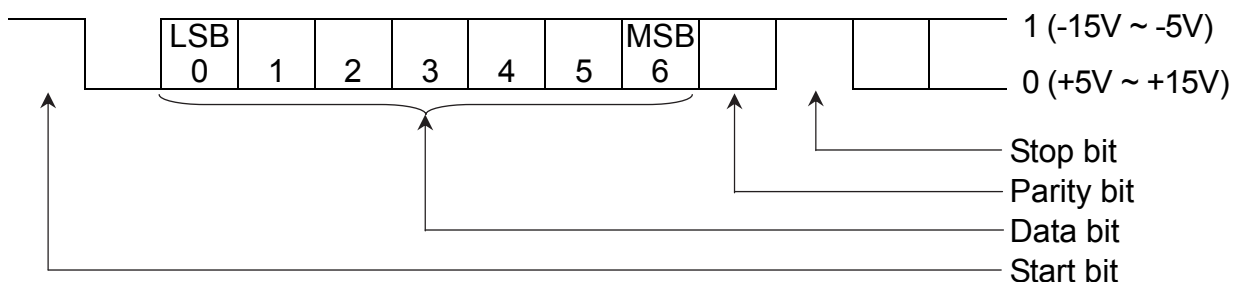 LSB MSB 1 (-15V ~ -5V)
0 1 2 3 4 5 6 0 (+5V ~ +15V)
Stop bit
Parity bit
Data bit
Start bit